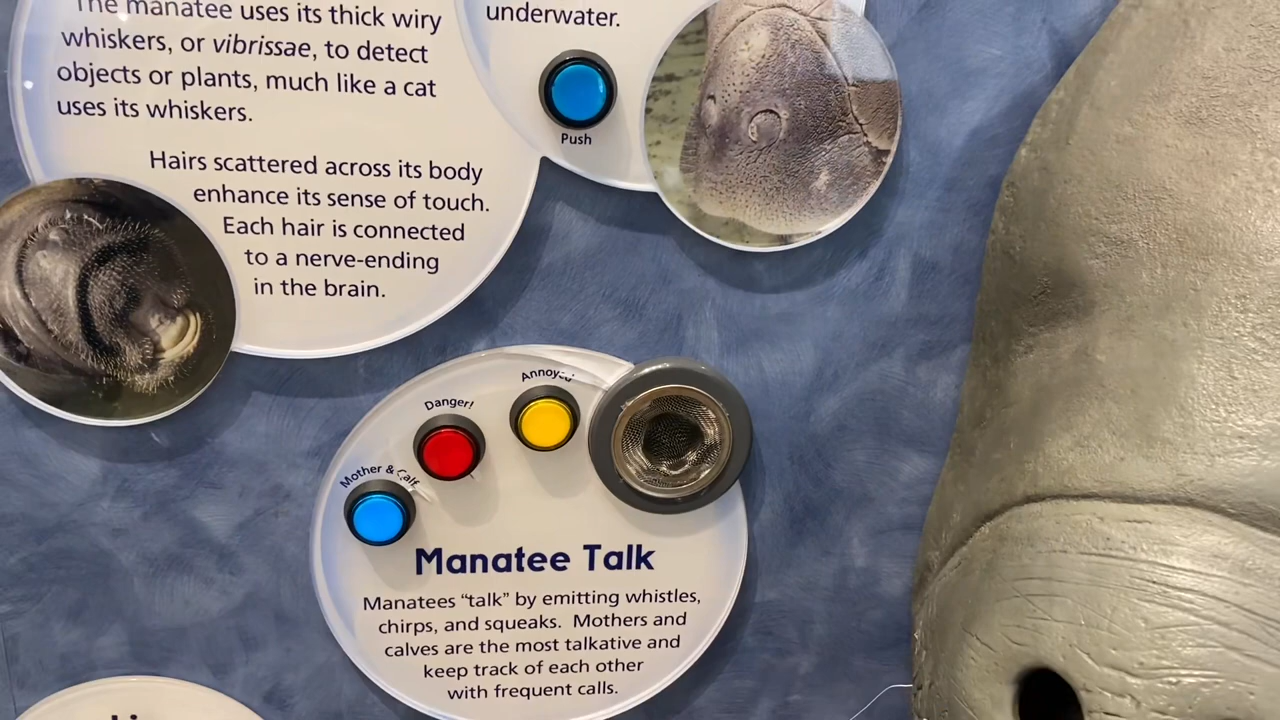 The manatee uses its thick wiry
whiskers, or vibrissae, to detect
objects or plants, much like a cat
uses its whiskers.
Hairs scattered across its body
enhance its sense of touch.
Each hair is connected
to a nerve-ending
in the brain.
underwater.
Push
Annoyed
Danger!
Mother & Calf
Manatee Talk
Manatees “talk” by emitting whistles,
chirps, and squeaks. Mothers and
calves are the most talkative and
keep track of each other
with frequent calls.